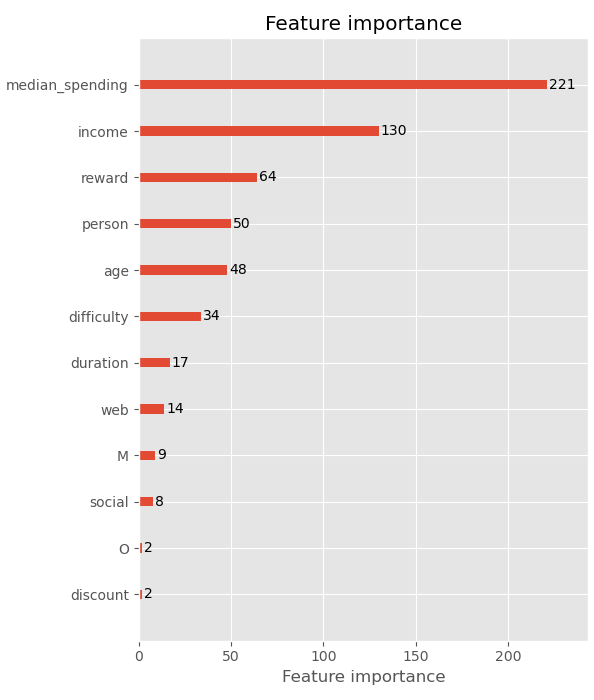 Feature importance
median_spending 221
income 130
reward 64
person 50
age 48
difficulty 34
duration 17
web 14
M 9
social 8
O 2
discount 2
0 50 100 150 200
Feature importance